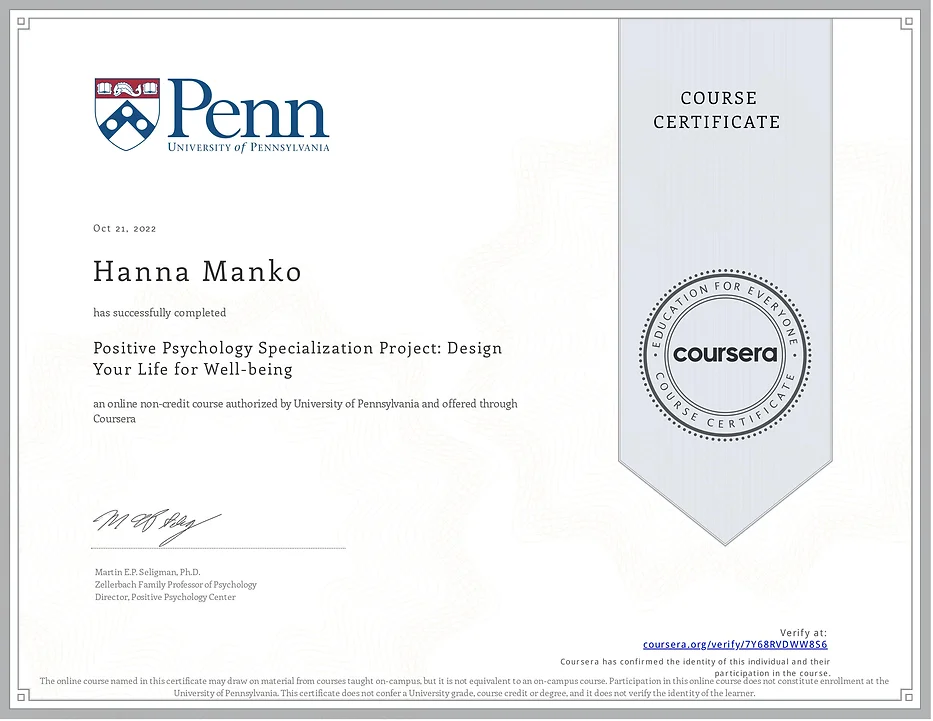 Penn
UNIVERSITY of PENNSYLVANIA
COURSE
CERTIFICATE
Oct 21, 2022
Hanna Manko
has successfully completed
Positive Psychology Specialization Project: Design
Your Life for Well-being
an online non-credit course authorized by University of Pennsylvania and offered through
Coursera
EDUCATION FOR EVERYONE
coursera
COURSE CERTIFICATE
Martin E.P. Seligman, Ph.D.
Zellerbach Family Professor of Psychology
Director, Positive Psychology Center
Verify at:
coursera.org/verify/7Y68RVDWW8S6
Coursera has confirmed the identity of this individual and their
participation in the course.
The online course named in this certificate may draw on material from courses taught on-campus, but it is not equivalent to an on-campus course. Participation in this online course does not constitute enrollment at the
University of Pennsylvania. This certificate does not confer a University grade, course credit or degree, and it does not verify the identity of the learner.